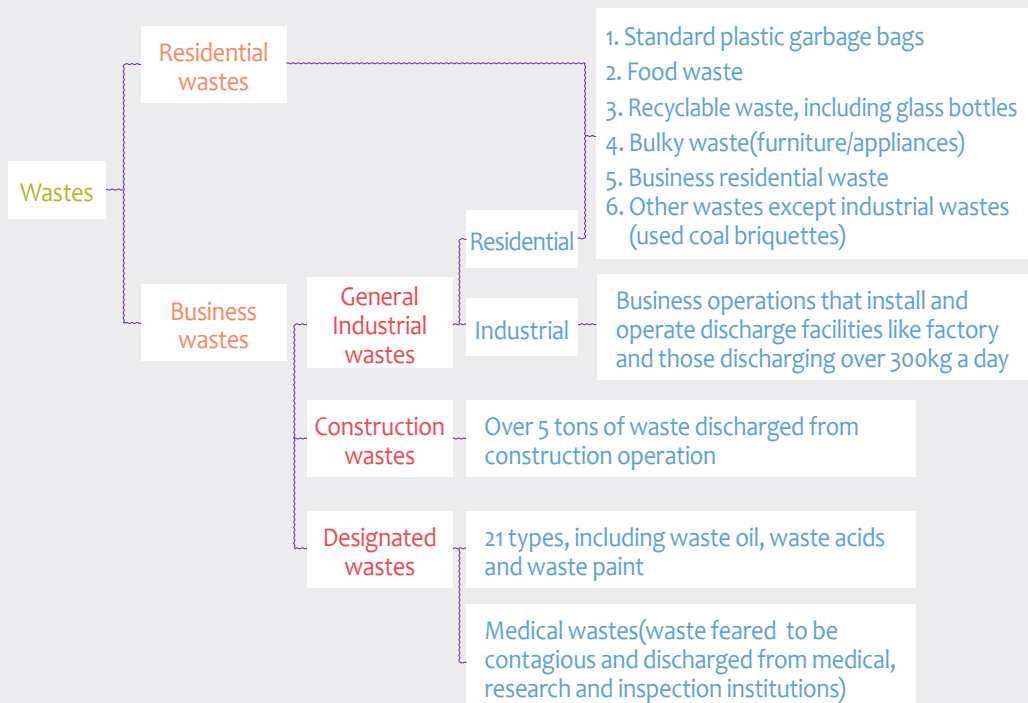 Wastes
Residential
wastes
1. Standard plastic garbage bags
2. Food waste
3. Recyclable waste, including glass bottles
4. Bulky waste(furniture/appliances)
5. Business residential waste
6. Other wastes except industrial wastes
(used coal briquettes)
Business
wastes
General
Industrial
wastes
Residential
Industrial
Business operations that install and
operate discharge facilities like factory
and those discharging over 300kg a day
Construction
wastes
Over 5 tons of waste discharged from
construction operation
Designated
wastes
21 types, including waste oil, waste acids
and waste paint
Medical wastes(waste feared to be
contagious and discharged from medical,
research and inspection institutions)